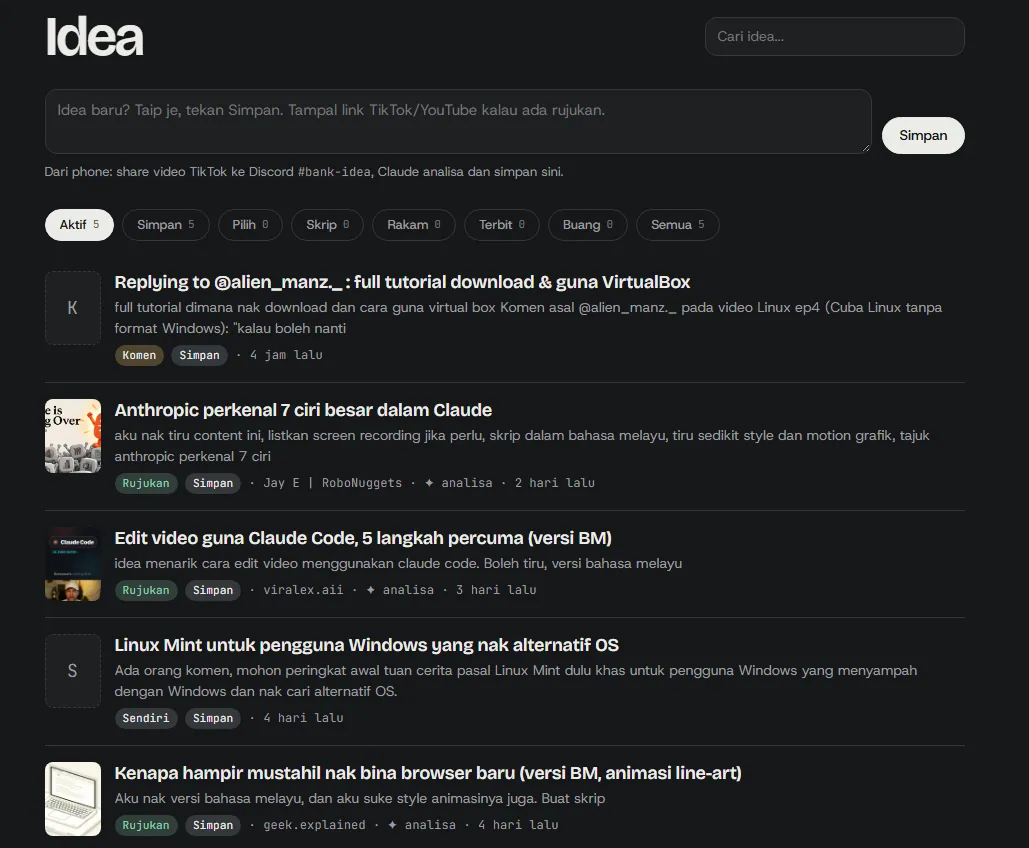 Idea
Cari idea...
Idea baru? Taip je, tekan Simpan. Tampal link TikTok/YouTube kalau ada rujukan.
Simpan
Dari phone: share video TikTok ke Discord #bank-idea, Claude analisa dan simpan sini.
Aktif 5 Simpan 5 Pilih 0 Skrip 0 Rakam 0 Terbit 0 Buang 0 Semua 5
K
Replying to @alien_manz._ : full tutorial download & guna VirtualBox
full tutorial dimana nak download dan cara guna virtual box Komen asal @alien_manz._ pada video Linux ep4 (Cuba Linux tanpa
format Windows): "kalau boleh nanti
Komen Simpan · 4 jam lalu
e is
g Over
Anthropic perkenal 7 ciri besar dalam Claude
aku nak tiru content ini, listkan screen recording jika perlu, skrip dalam bahasa melayu, tiru sedikit style dan motion grafik, tajuk
anthropic perkenal 7 ciri
Rujukan Simpan · Jay E | RoboNuggets · ✦ analisa · 2 hari lalu
Claude Code
Edit video guna Claude Code, 5 langkah percuma (versi BM)
idea menarik cara edit video menggunakan claude code. Boleh tiru, versi bahasa melayu
Rujukan Simpan · viralex.aii · ✦ analisa · 3 hari lalu
S
Linux Mint untuk pengguna Windows yang nak alternatif OS
Ada orang komen, mohon peringkat awal tuan cerita pasal Linux Mint dulu khas untuk pengguna Windows yang menyampah
dengan Windows dan nak cari alternatif OS.
Sendiri Simpan · 4 hari lalu
Kenapa hampir mustahil nak bina browser baru (versi BM, animasi line-art)
Aku nak versi bahasa melayu, dan aku suke style animasinya juga. Buat skrip
Rujukan Simpan · geek.explained · ✦ analisa · 4 hari lalu